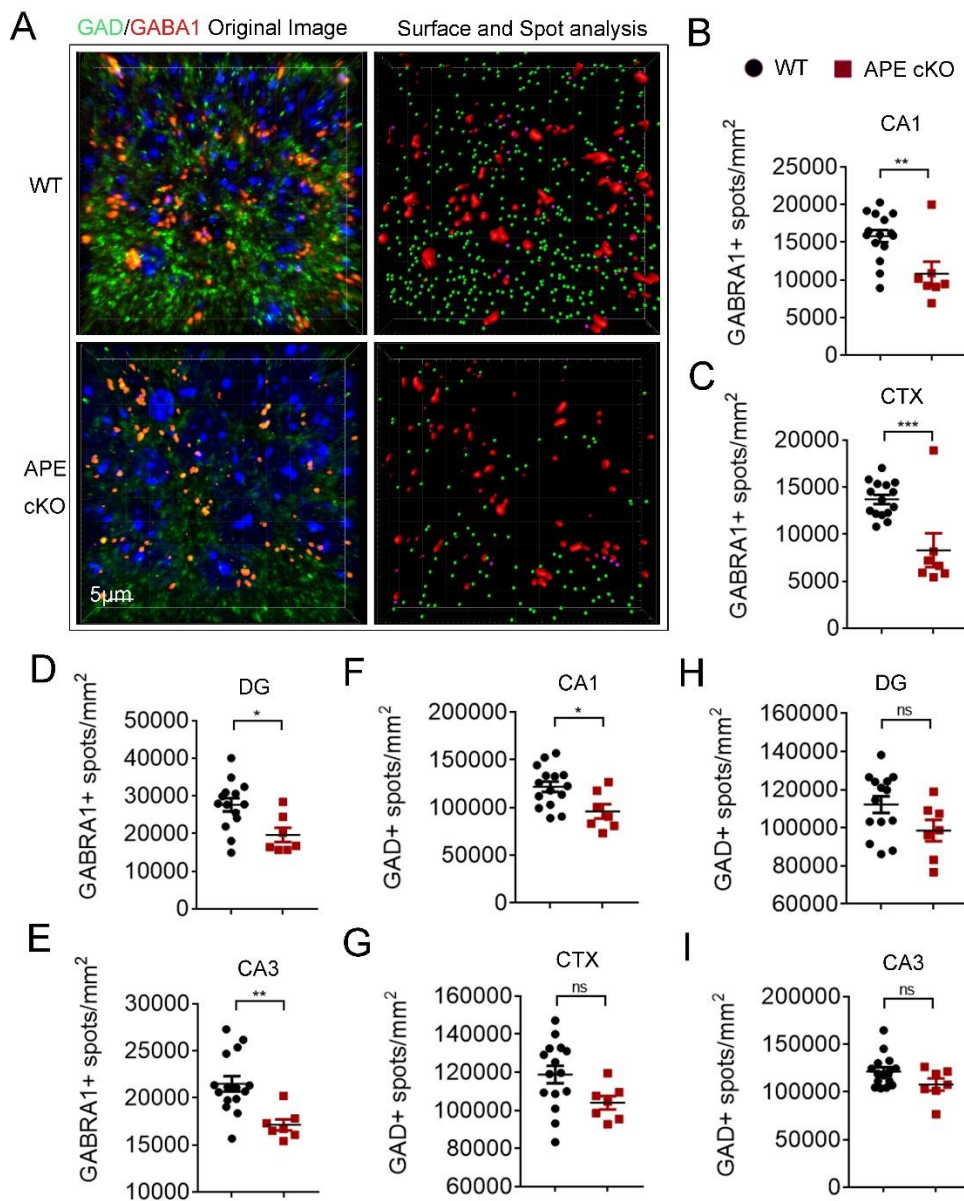 A
GAD/GABA1 Original Image
Surface and Spot analysis
WT
APE
cKO
5µm
B
WT
APE cKO
CA1
GABRA1+ spots/mm²
25000
20000
15000
10000
5000
0
**
C
CTX
GABRA1+ spots/mm²
20000
15000
10000
5000
0
***
D
DG
GABRA1+ spots/mm²
50000
40000
30000
20000
10000
0
*
F
CA1
GAD+ spots/mm²
200000
150000
100000
50000
0
*
H
DG
GAD+ spots/mm²
160000
140000
120000
100000
80000
60000
ns
E
CA3
GABRA1+ spots/mm²
30000
25000
20000
15000
10000
**
G
CTX
GAD+ spots/mm²
160000
140000
120000
100000
80000
60000
ns
I
CA3
GAD+ spots/mm²
200000
150000
100000
50000
0
ns